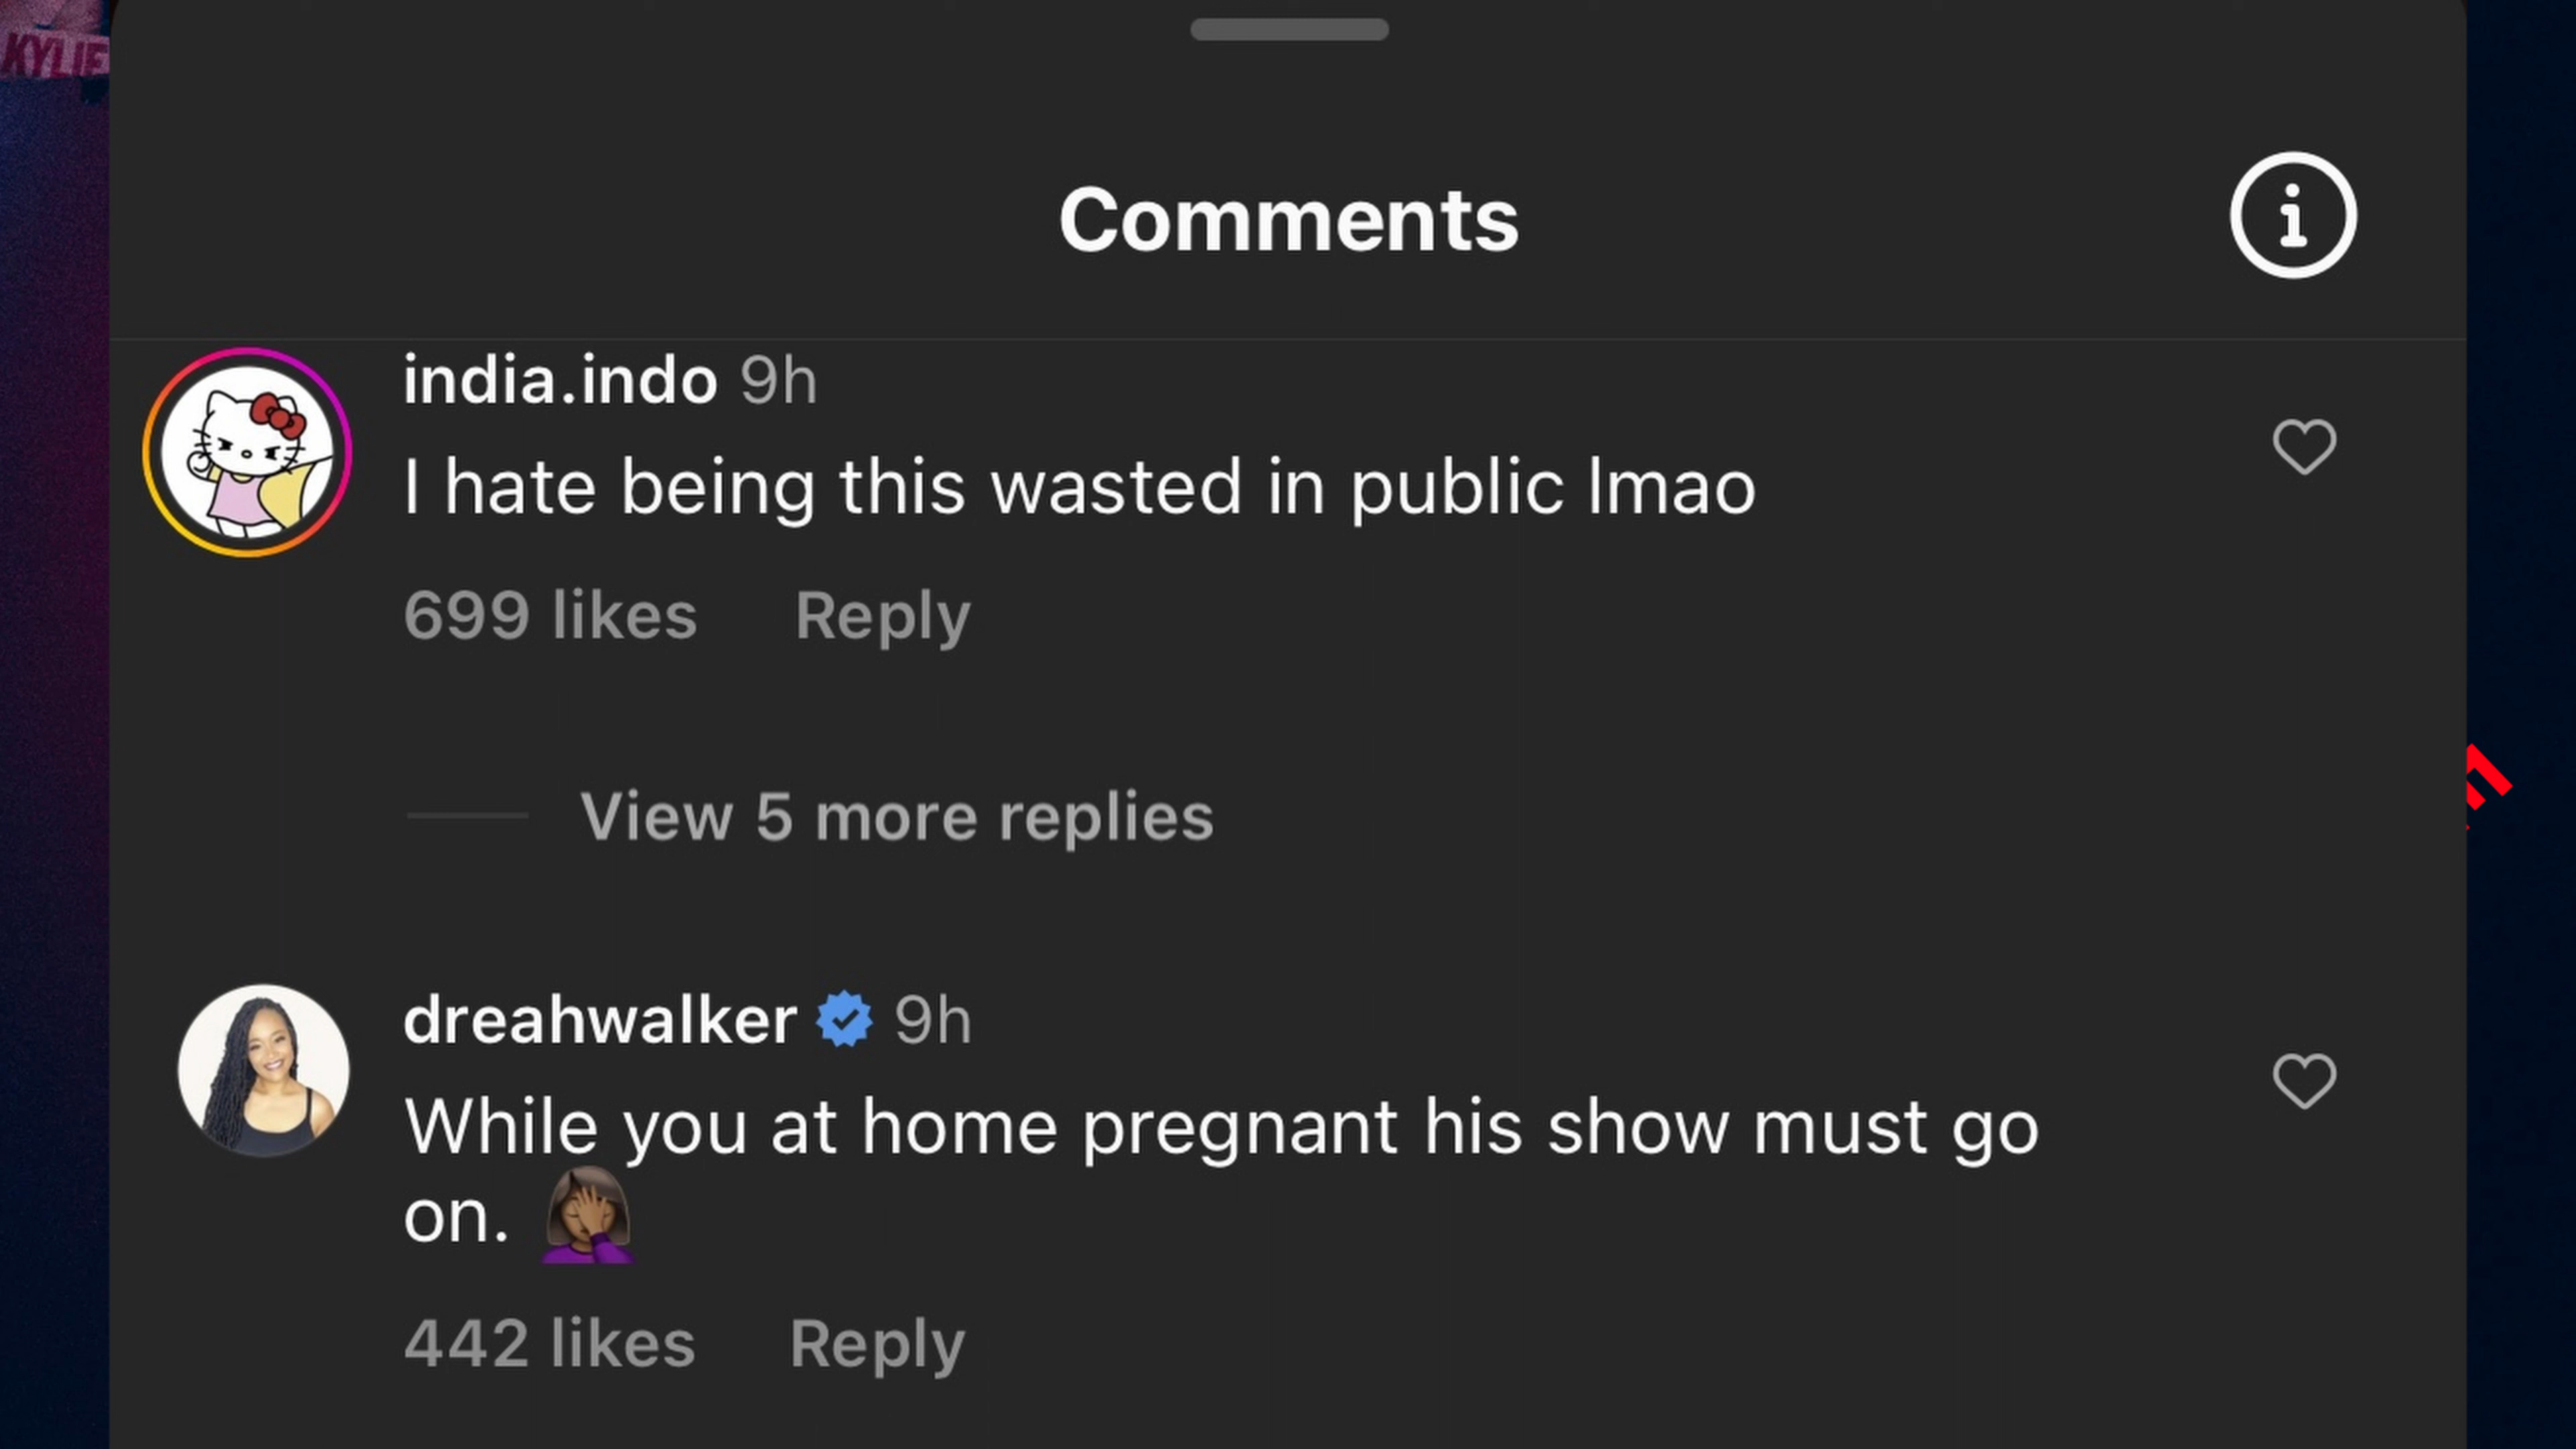 KYLIE
Comments
india.indo 9h
I hate being this wasted in public lmao
699 likes Reply
View 5 more replies
dreahwalker 9h
While you at home pregnant his show must go
on. 🤦🏾‍♀️
442 likes Reply